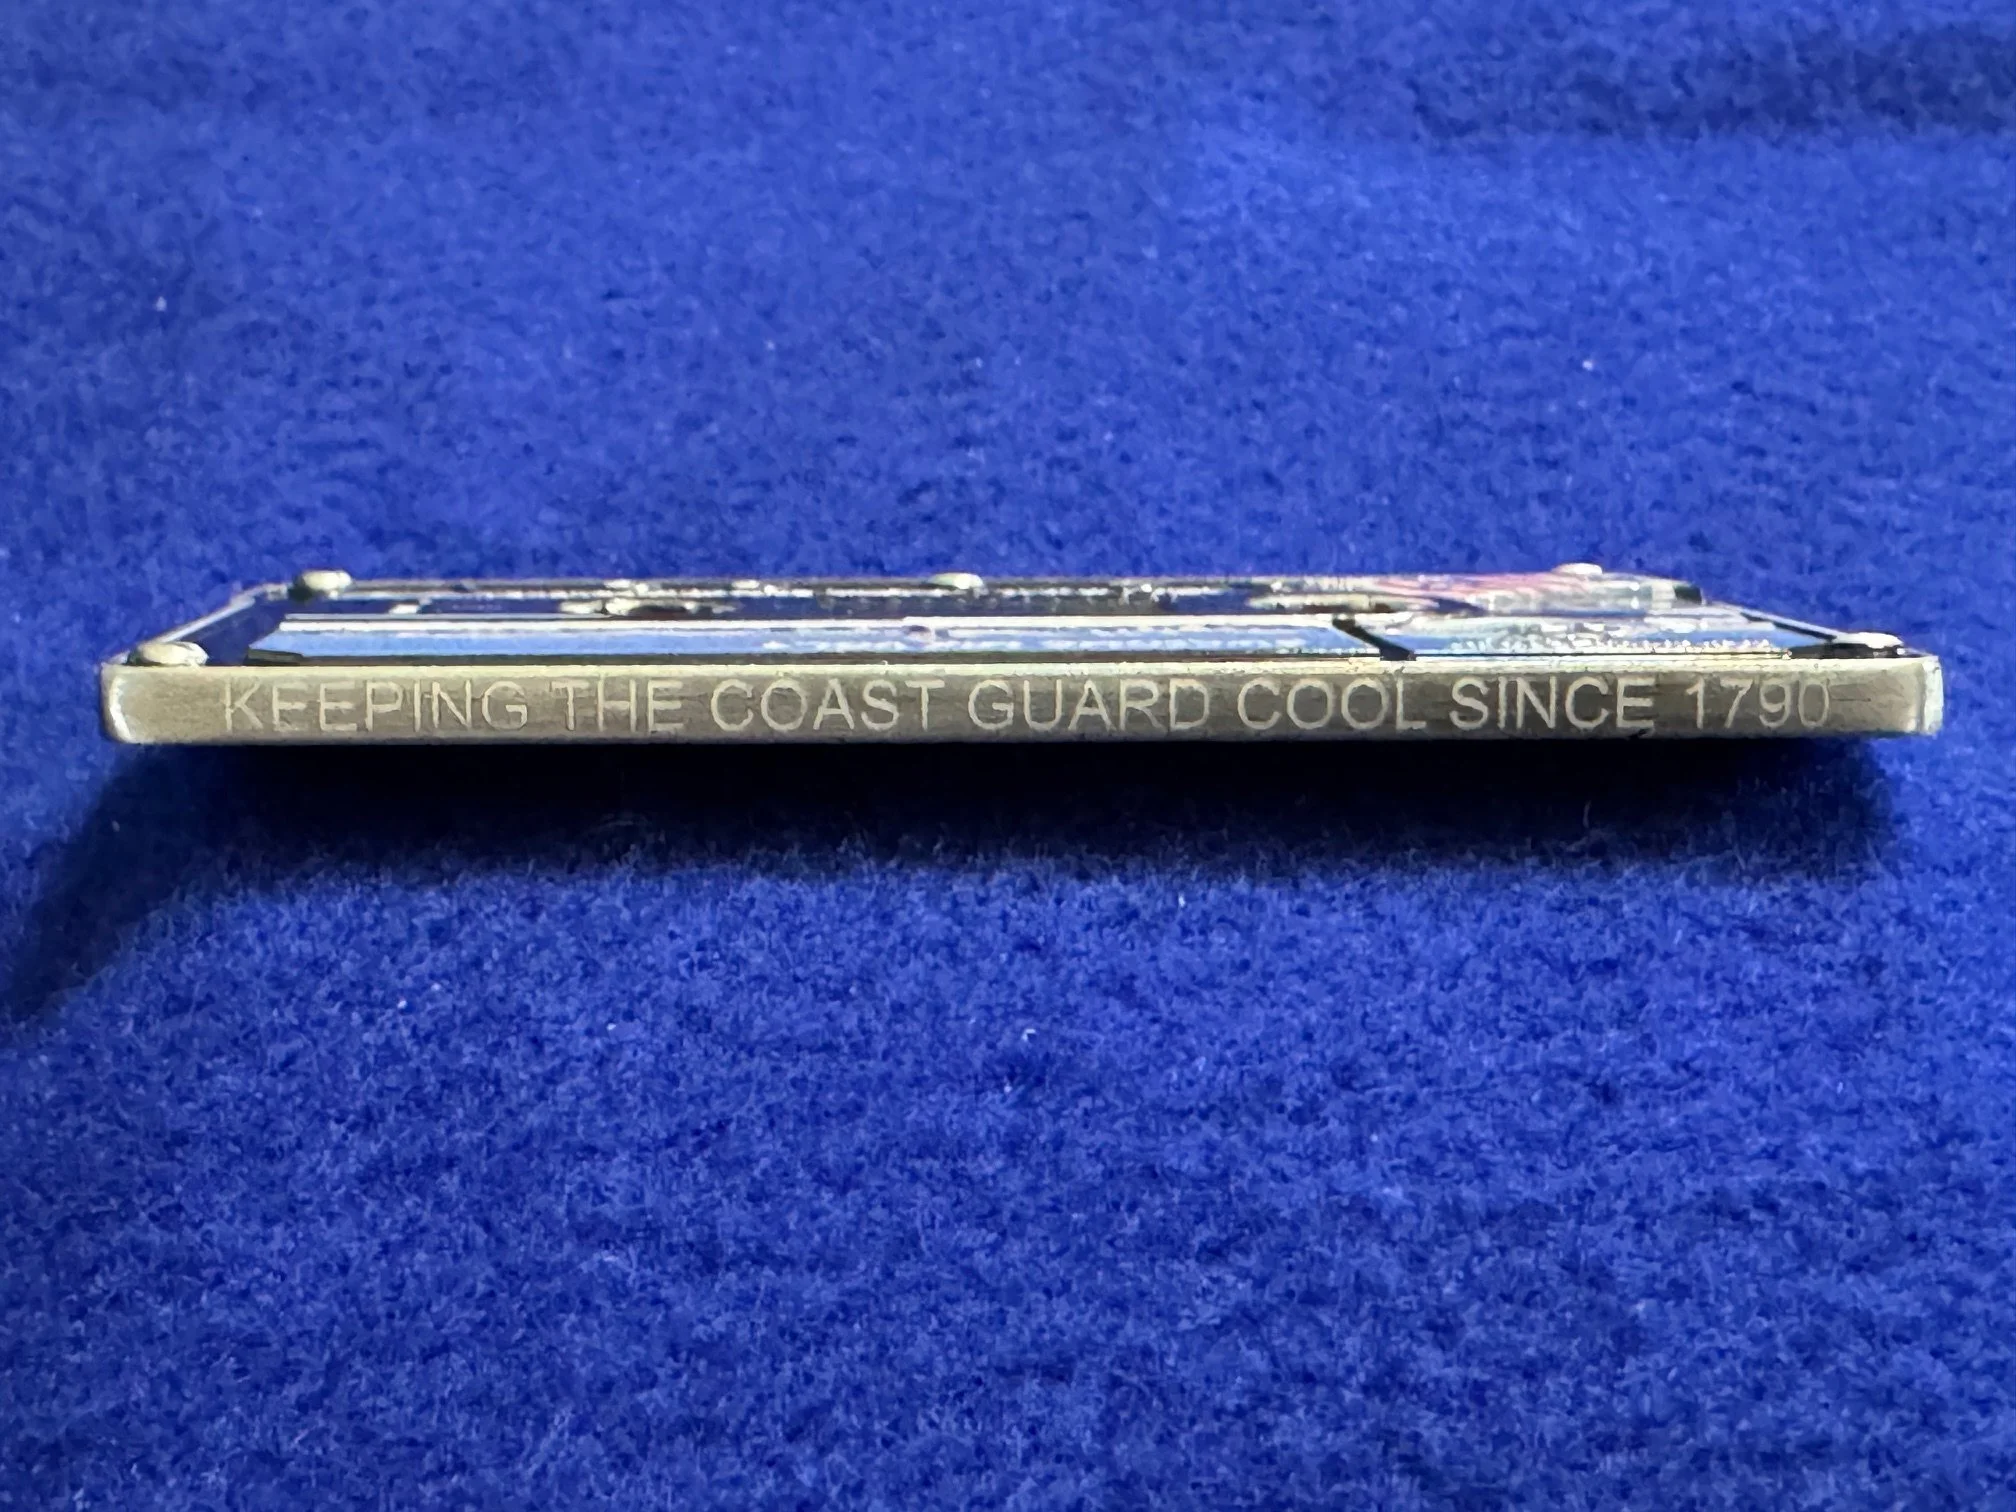 KEEPING THE COAST GUARD COOL SINCE 1790